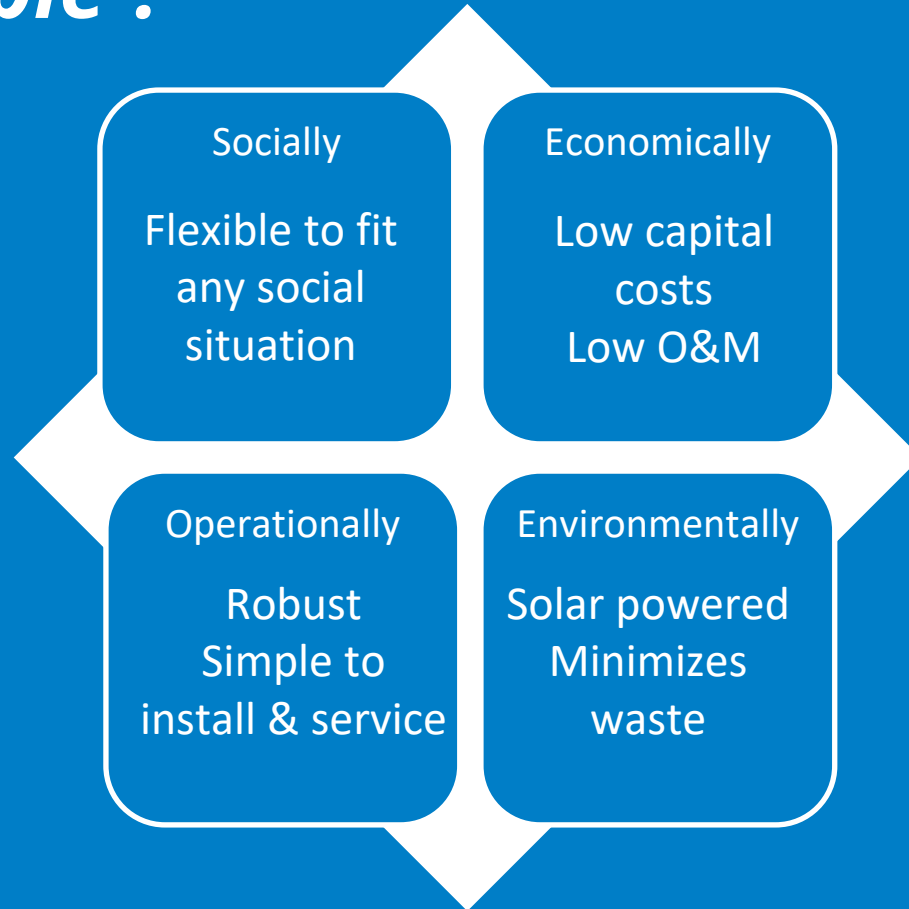 Socially
Flexible to fit
any social
situation
Economically
Low capital
costs
Low O&M
Operationally
Robust
Simple to
install & service
Environmentally
Solar powered
Minimizes
waste